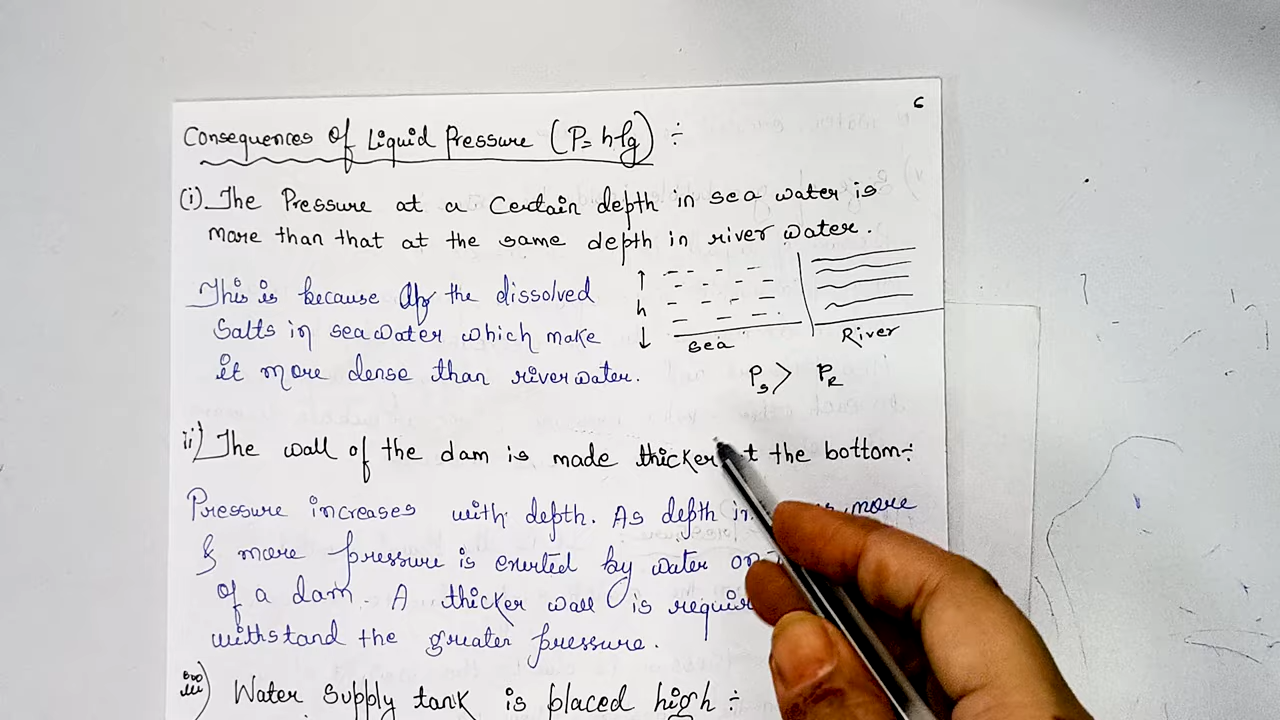 6
Consequences Of Liquid Pressure (P= hρg) ÷
(i) The Pressure at a Certain depth in sea water is
more than that at the same depth in river water.
This is because Of the dissolved
Salts in sea water which make
it more dense than river water.
h
sea
River
Ps > PR
ii) The wall of the dam is made thicker at the bottom÷
Pressure increases with depth. As depth more
& more pressure is exerted by water on
of a dam. A thicker wall is
withstand the greater pressure.
iii) Water Supply tank is placed high ÷